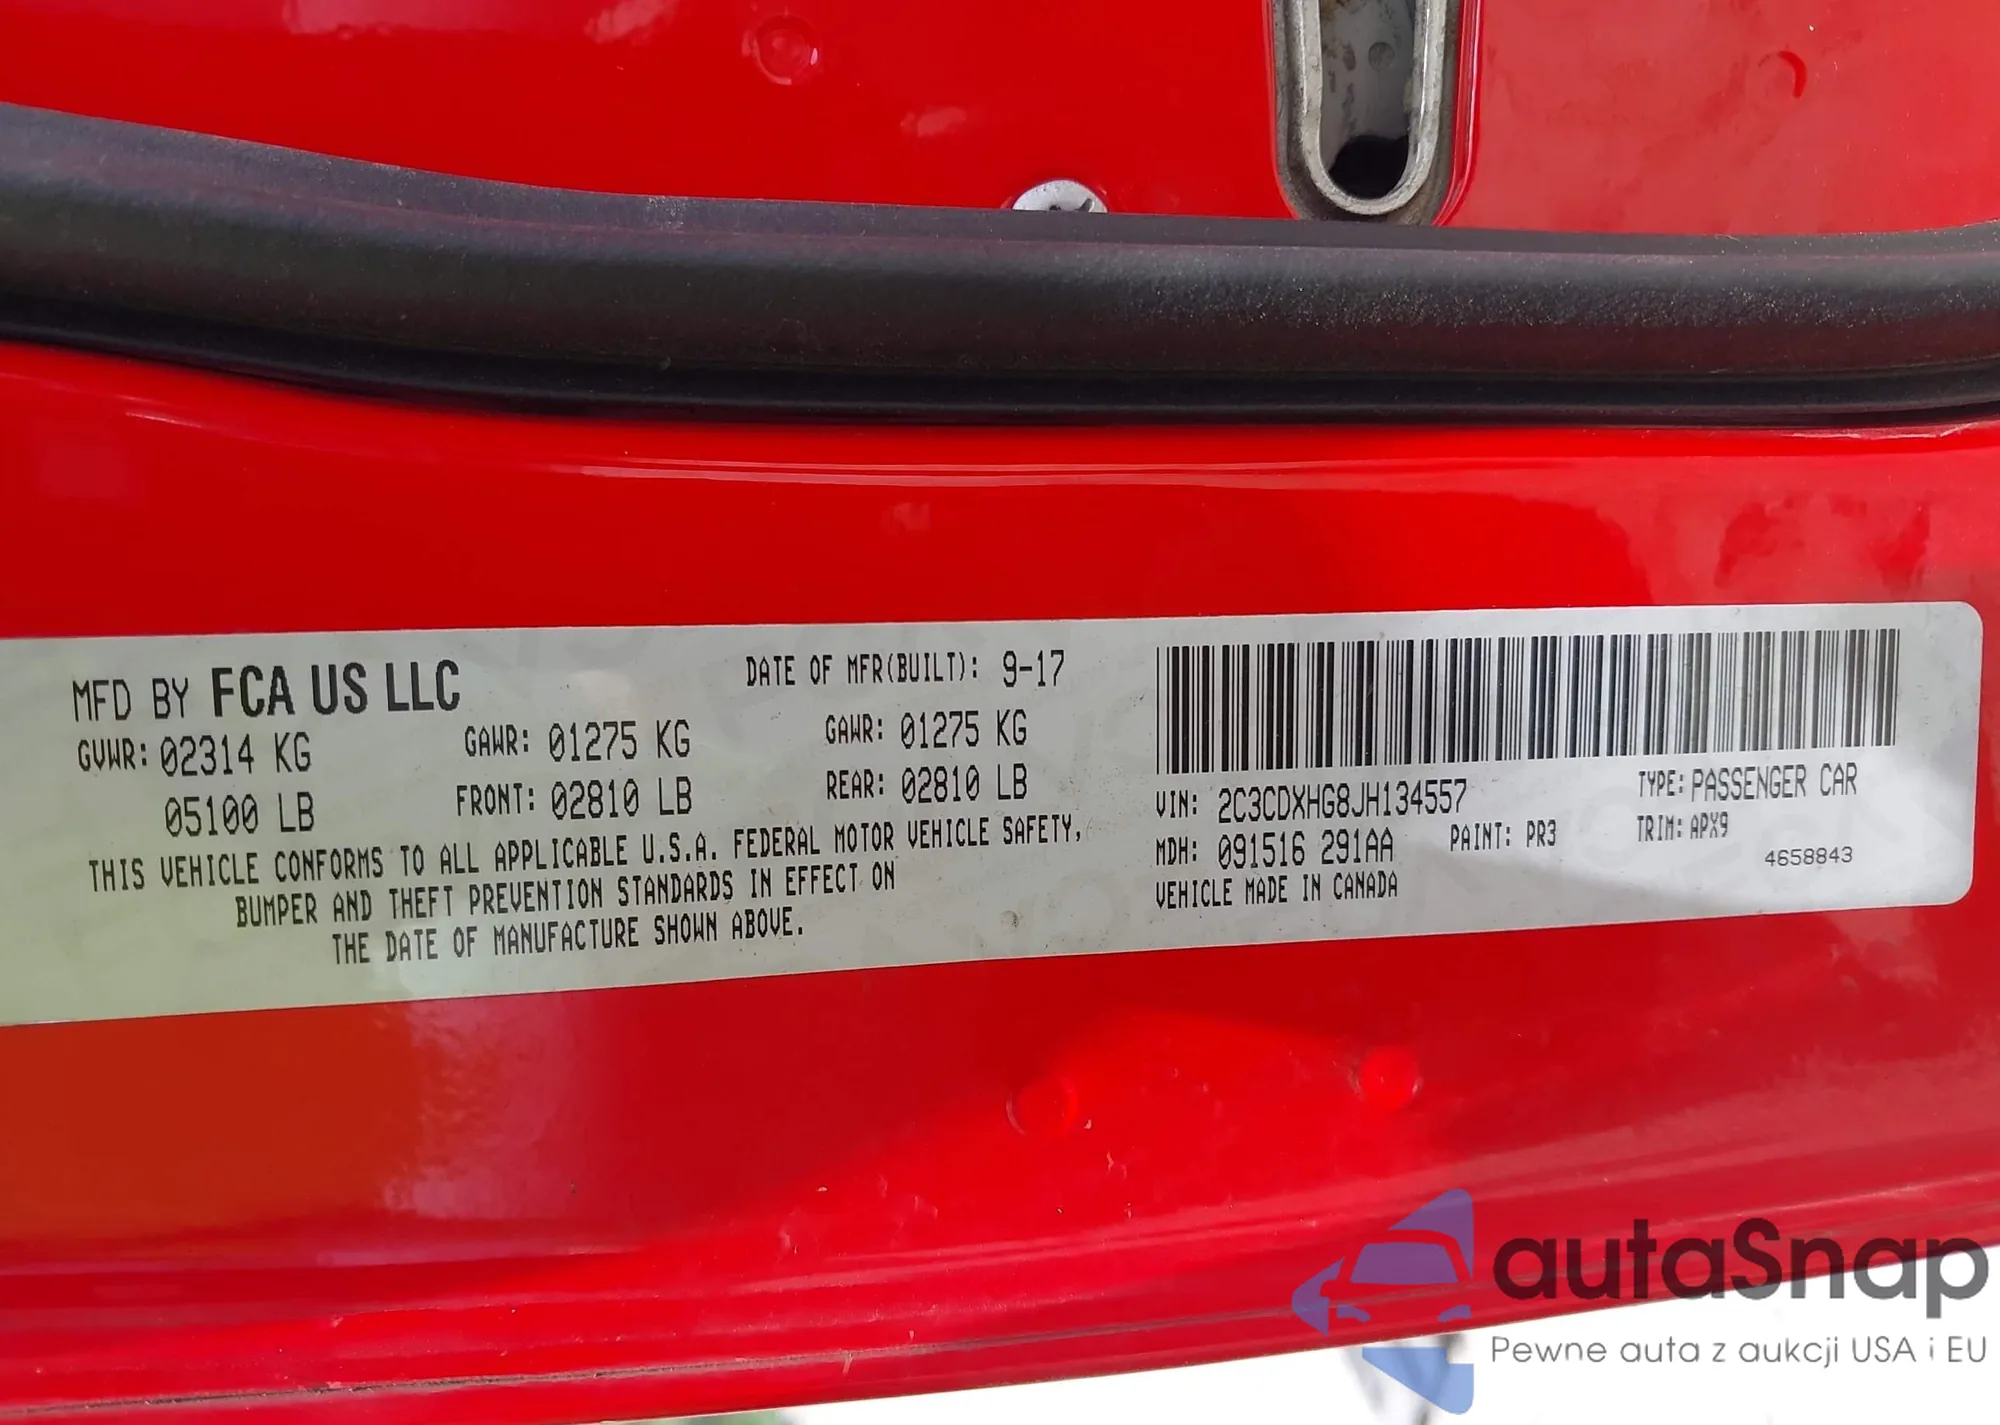 MFD BY FCA US LLC
DATE OF MFR(BUILT): 9-17
GVWR: 02314 KG
05100 LB
GAWR: 01275 KG
FRONT: 02810 LB
GAWR: 01275 KG
REAR: 02810 LB
THIS VEHICLE CONFORMS TO ALL APPLICABLE U.S.A. FEDERAL MOTOR VEHICLE SAFETY,
BUMPER AND THEFT PREVENTION STANDARDS IN EFFECT ON
THE DATE OF MANUFACTURE SHOWN ABOVE.
VIN: 2C3CDXHG8JH134557
TYPE: PASSENGER CAR
MDH: 091516 291AA
PAINT: PR3
TRIM: APX9
VEHICLE MADE IN CANADA
4658843
autaSnap
Pewne auta z aukcji USA i EU